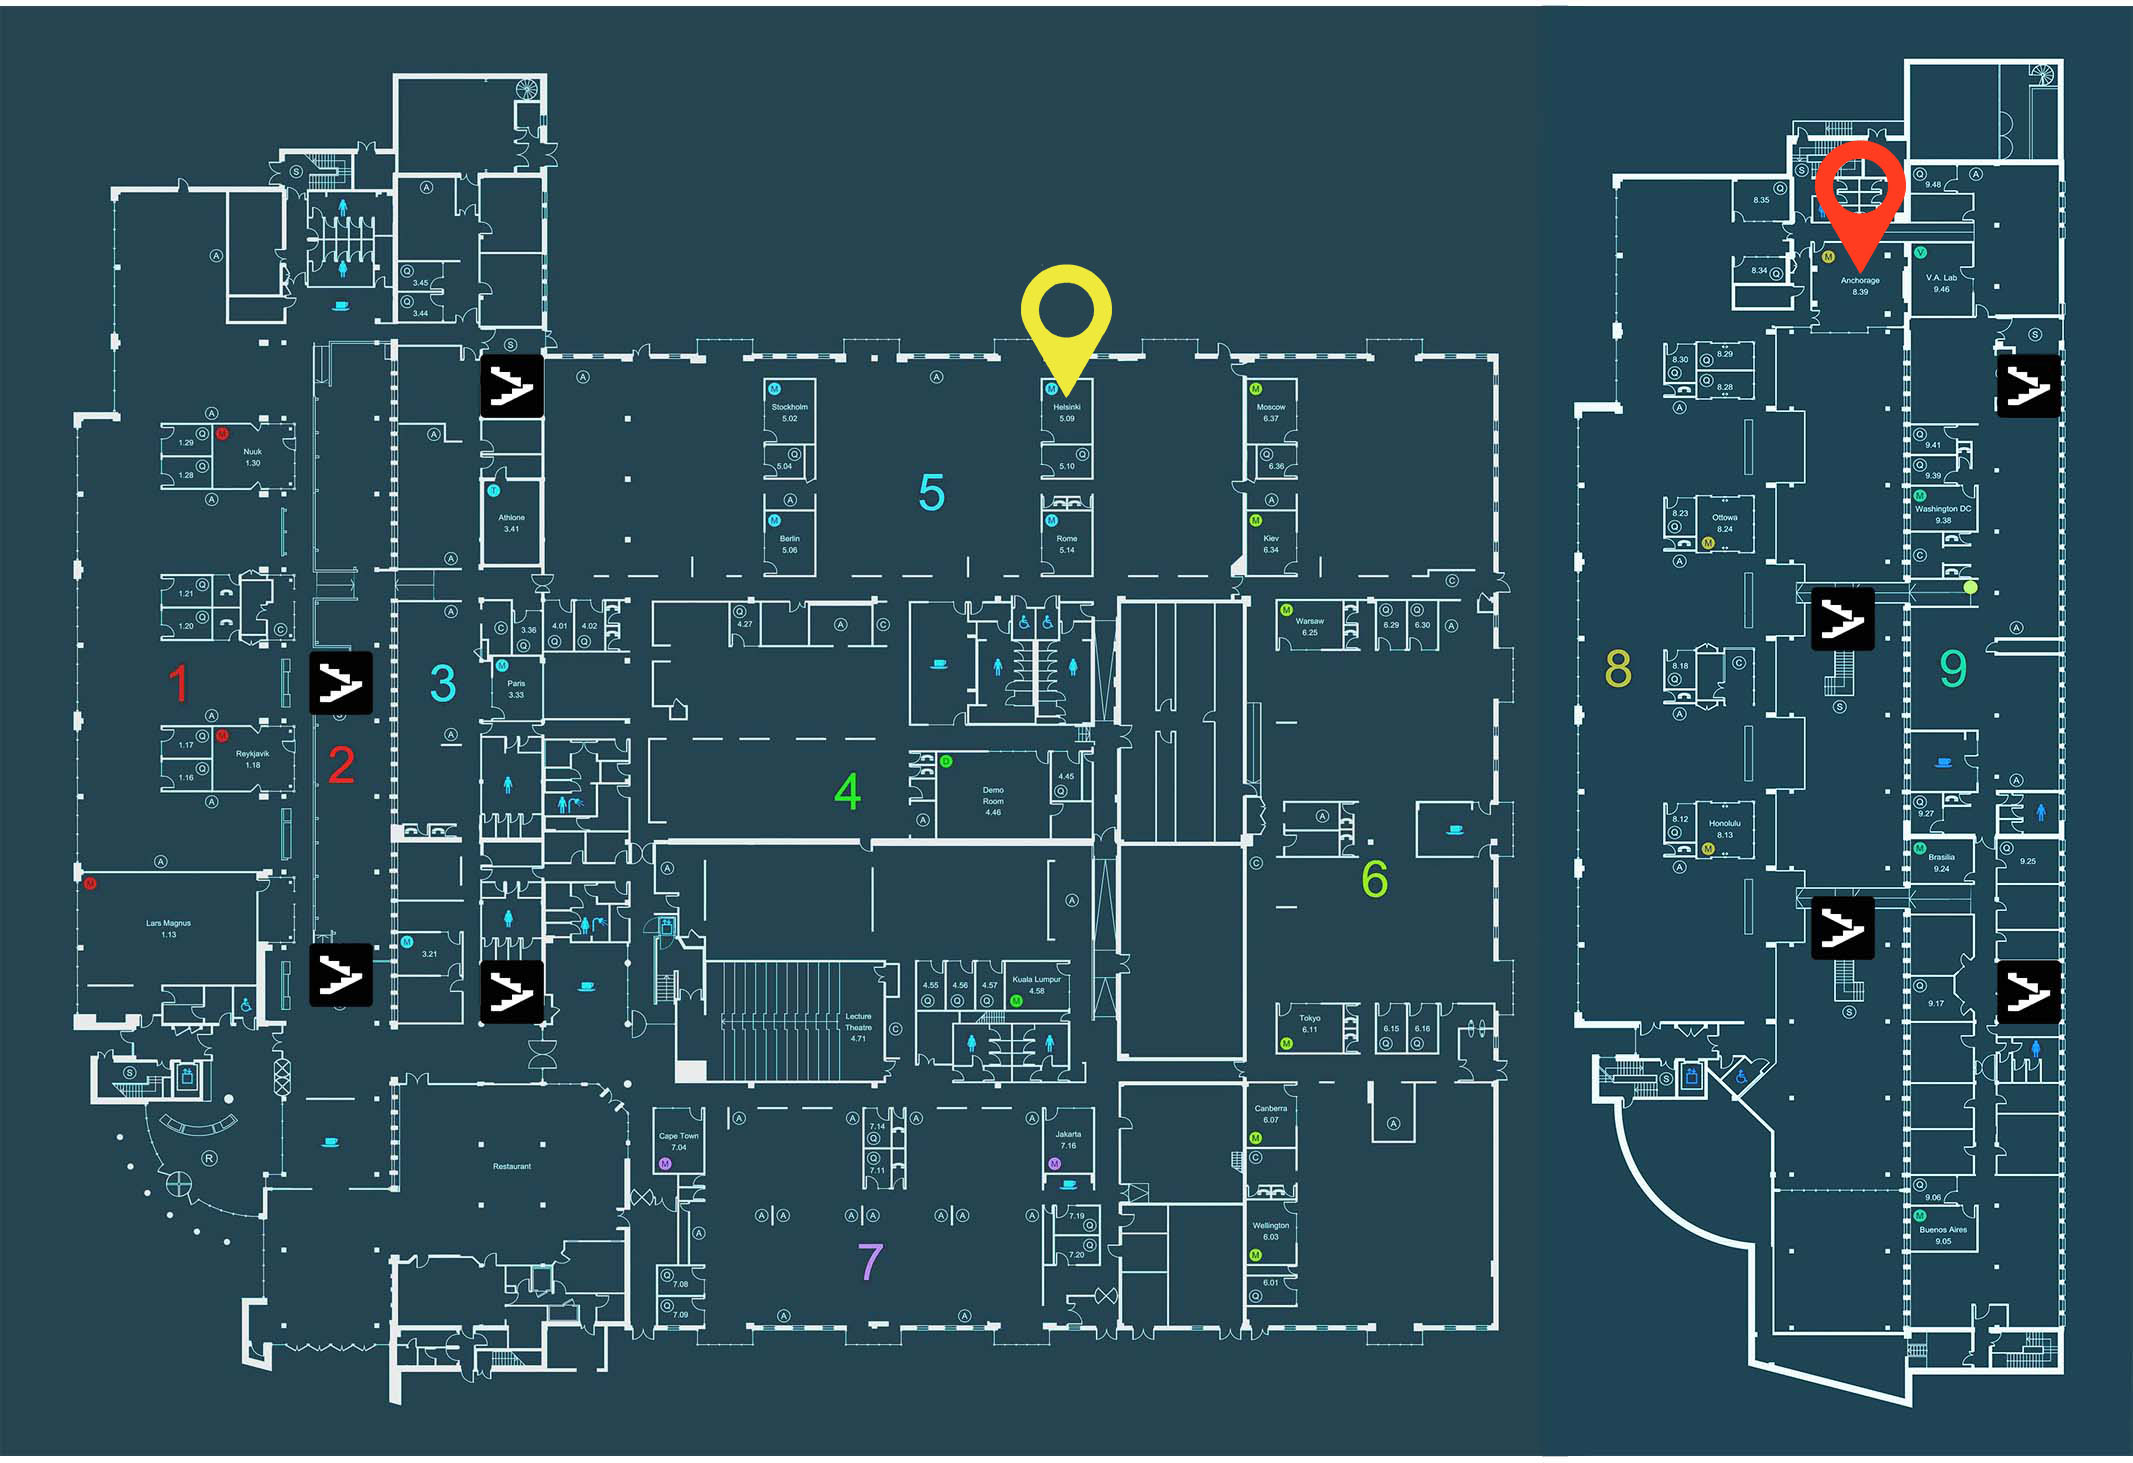 S
A
A
Q
3.45
Q
3.44
A
S
A
A
A
Q
1.29
M
Nuuk
1.30
Q
1.28
A
A
T
Athlone
3.41
A
M
Stockholm
5.02
Q
5.04
A
M
Berlin
5.06
5
M
Helsinki
5.09
Q
5.10
M
Rome
5.14
M
Moscow
6.37
Q
6.36
A
M
Kiev
6.34
C
Q
1.21
Q
1.20
C
A
C
3.36
Q
4.01
Q
4.02
Q
Q
4.27
A
C
M
Warsaw
6.25
6.29
Q
6.30
Q
A
1
2
3
M
Paris
3.33
A
A
Q
1.17
Q
1.16
M
Reykjavik
1.18
A
A
M
Lars Magnus
1.13
M
3.21
4
D
Demo
Room
4.46
4.45
Q
A
A
A
C
A
6
4.55
Q
4.56
Q
4.57
Q
Kuala Lumpur
4.58
M
Lecture
Theatre
4.71
C
Tokyo
6.11
M
6.15
Q
6.16
Q
S
R
Restaurant
Cape Town
7.04
M
A
A
7.14
Q
Q
7.11
A
A
Jakarta
7.16
M
Canberra
6.07
M
C
A
A
A
A
A
A
A
A
A
7.19
Q
Q
7.20
Wellington
6.03
M
6.01
Q
7
Q
7.08
Q
7.09
A
A
S
Q
8.35
8.34
Q
M
Anchorage
8.39
Q
9.48
A
V
V.A. Lab
9.46
S
8.30
Q
Q
8.29
Q
8.28
A
Q
9.41
Q
9.39
M
Washington DC
9.38
C
8.23
Q
Ottowa
8.24
M
A
A
8
8.18
Q
C
A
S
9
A
Q
9.27
8.12
Q
Honolulu
8.13
M
A
M
Brasilia
9.24
Q
9.25
Q
9.17
S
S
Q
9.06
M
Buenos Aires
9.05